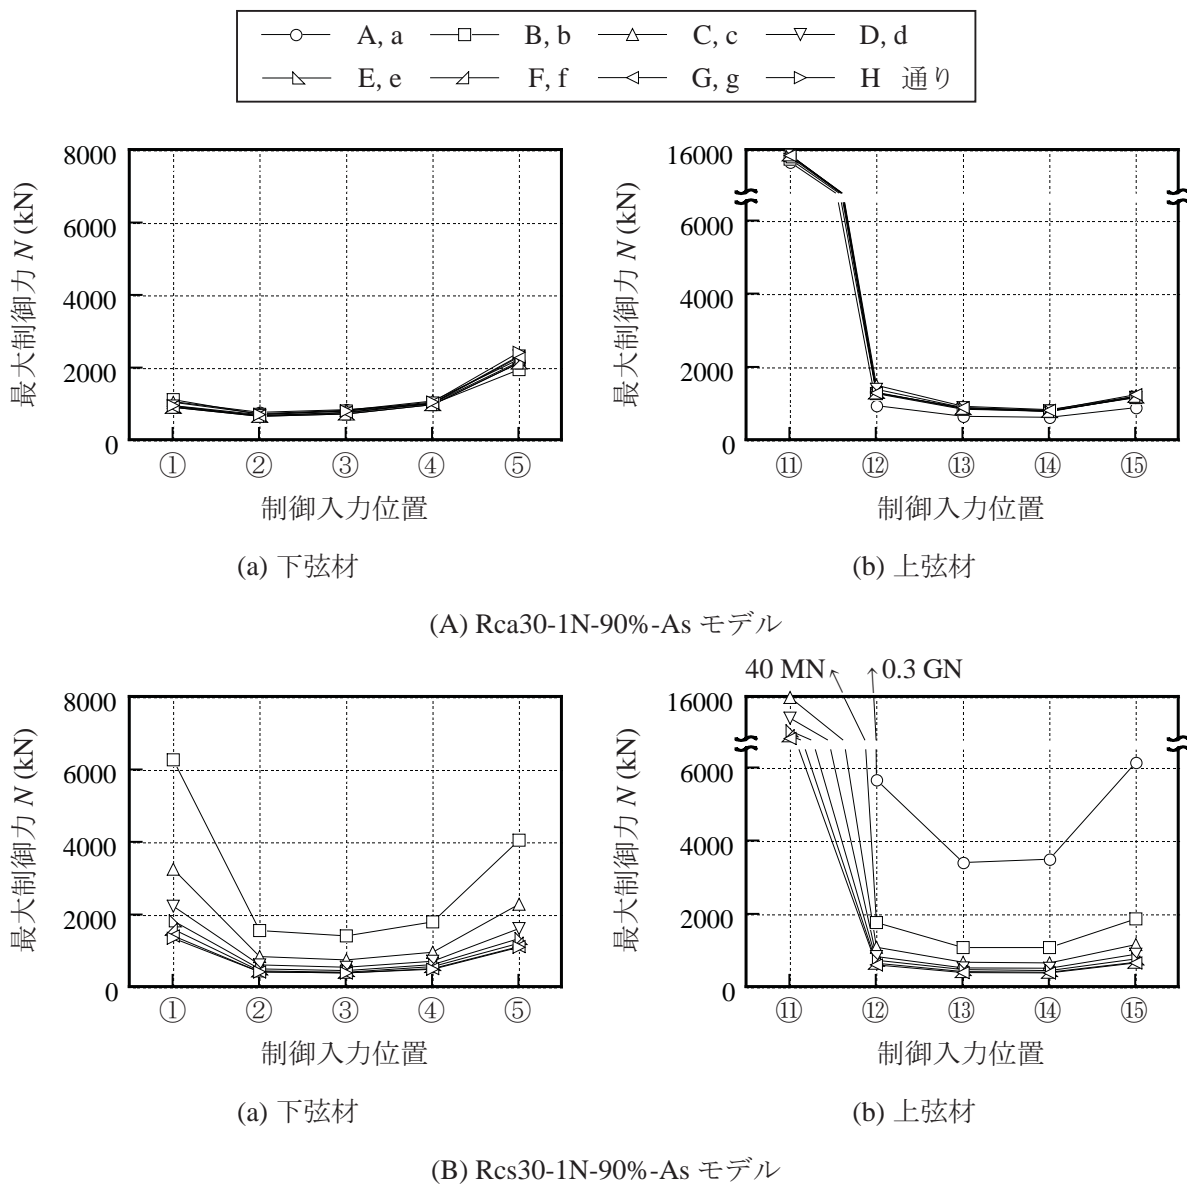 A, a B, b C, c D, d
E, e F, f G, g H 通り
8000
6000
4000
2000
0
最大制御力 N (kN)
① ② ③ ④ ⑤
制御入力位置
(a) 下弦材
16000
6000
4000
2000
0
最大制御力 N (kN)
⑪ ⑫ ⑬ ⑭ ⑮
制御入力位置
(b) 上弦材
(A) Rca30-1N-90%-As モデル
8000
6000
4000
2000
0
最大制御力 N (kN)
① ② ③ ④ ⑤
制御入力位置
(a) 下弦材
40 MN 0.3 GN
16000
6000
4000
2000
0
最大制御力 N (kN)
⑪ ⑫ ⑬ ⑭ ⑮
制御入力位置
(b) 上弦材
(B) Rcs30-1N-90%-As モデル